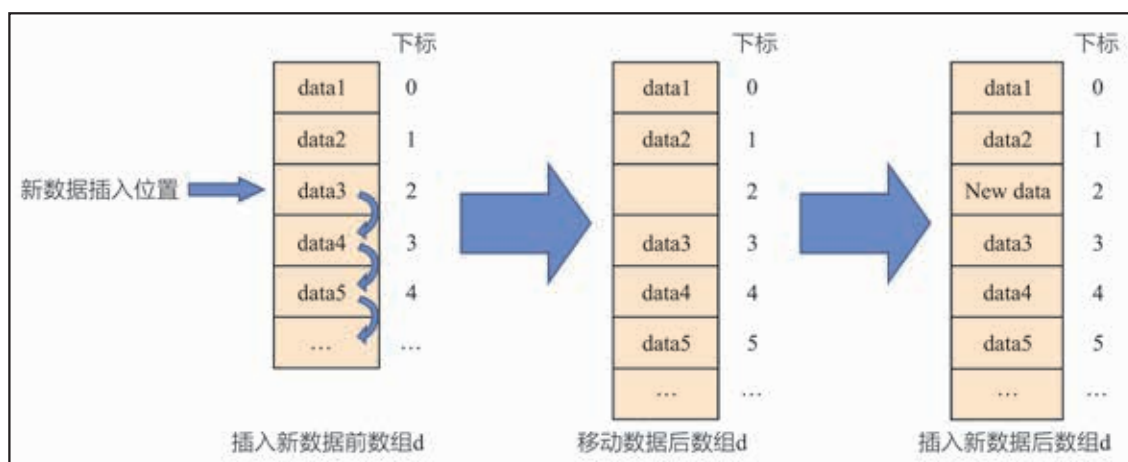 下标 下标 下标
data1 0 data1 0 data1 0
data2 1 data2 1 data2 1
新数据插入位置 data3 2 2 New data 2
data4 3 data3 3 data3 3
data5 4 data4 4 data4 4
… … data5 5 data5 5
… … … …
插入新数据前数组d 移动数据后数组d 插入新数据后数组d